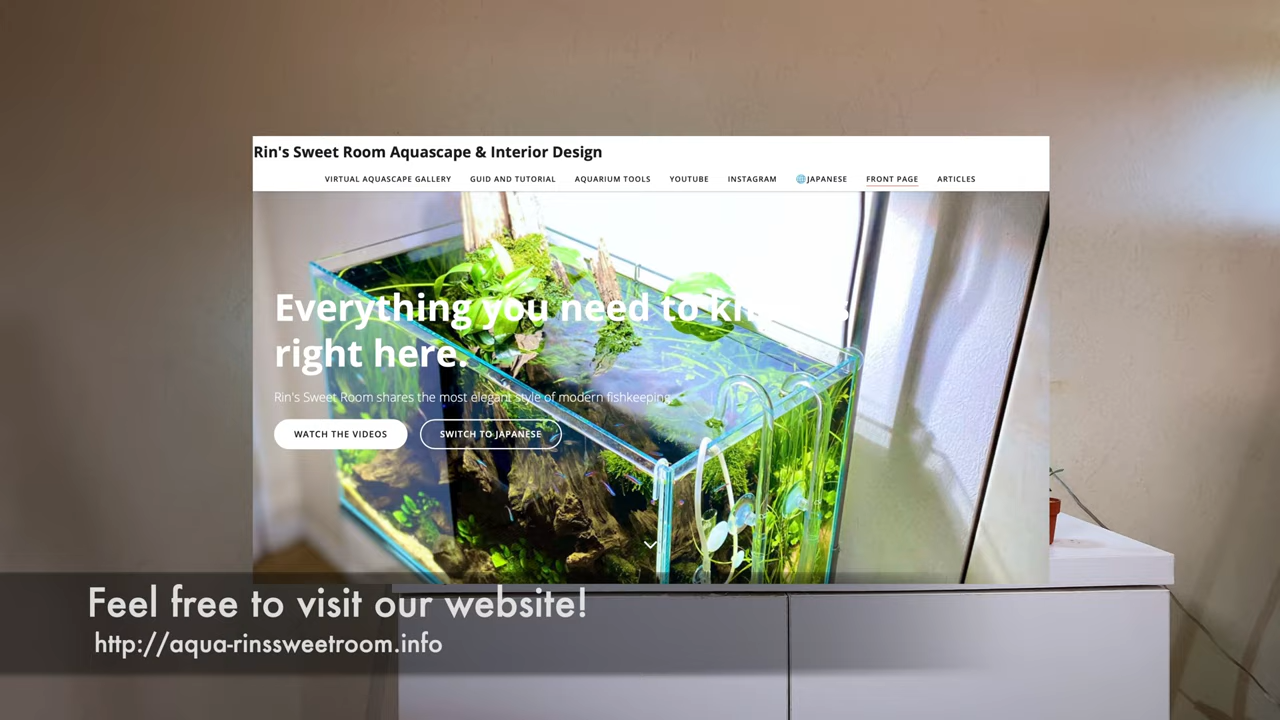 Rin's Sweet Room Aquascape & Interior Design
VIRTUAL AQUASCAPE GALLERY GUID AND TUTORIAL AQUARIUM TOOLS YOUTUBE INSTAGRAM JAPANESE FRONT PAGE ARTICLES
Everything you need to
right here.
Rin's Sweet Room shares the most elegant style of modern fishkeeping
WATCH THE VIDEOS SWITCH TO JAPANESE
Feel free to visit our website!
http://aqua-rinssweetroom.info